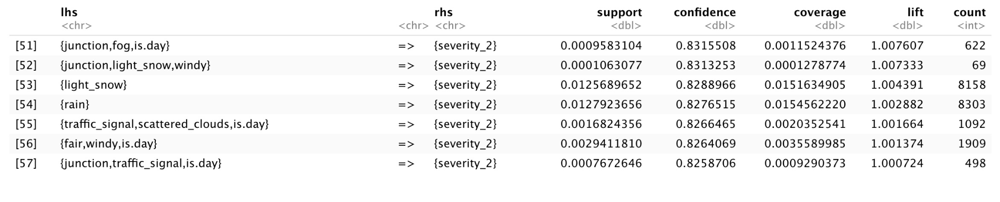 lhs rhs support confidence coverage lift count
<chr> <chr> <chr> <dbl> <dbl> <dbl> <dbl> <int>
[51] {junction,fog,is.day} => {severity_2} 0.0009583104 0.8315508 0.0011524376 1.007607 622
[52] {junction,light_snow,windy} => {severity_2} 0.0001063077 0.8313253 0.0001278774 1.007333 69
[53] {light_snow} => {severity_2} 0.0125689652 0.8288966 0.0151634905 1.004391 8158
[54] {rain} => {severity_2} 0.0127923656 0.8276515 0.0154562220 1.002882 8303
[55] {traffic_signal,scattered_clouds,is.day} => {severity_2} 0.0016824356 0.8266465 0.0020352541 1.001664 1092
[56] {fair,windy,is.day} => {severity_2} 0.0029411810 0.8264069 0.0035589985 1.001374 1909
[57] {junction,traffic_signal,is.day} => {severity_2} 0.0007672646 0.8258706 0.0009290373 1.000724 498